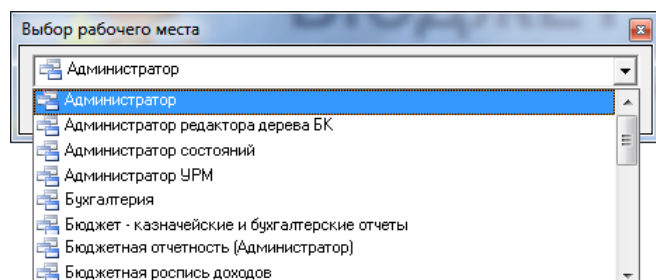 Выбор рабочего места
Администратор
Администратор
Администратор редактора дерева БК
Администратор состояний
Администратор УРМ
Бухгалтерия
Бюджет - казначейские и бухгалтерские отчеты
Бюджетная отчетность (Администратор)
Бюджетная роспись доходов